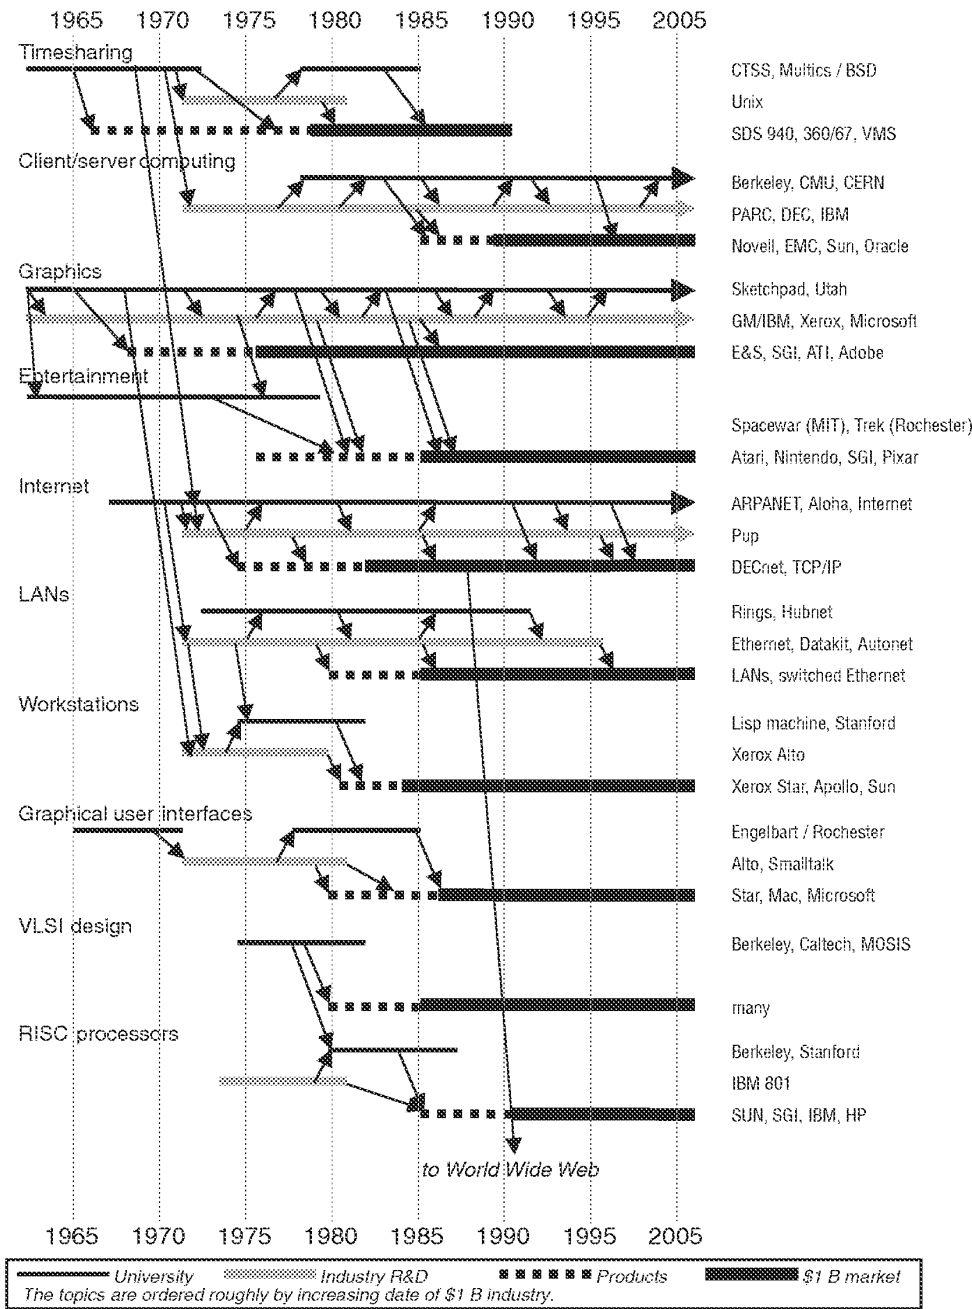 1965 1970 1975 1980 1985 1990 1995 2005
Timesharing
CTSS, Multics / BSD
Unix
SDS 940, 360/67, VMS
Client/server computing
Berkeley, CMU, CERN
PARC, DEC, IBM
Novell, EMC, Sun, Oracle
Graphics
Sketchpad, Utah
GM/IBM, Xerox, Microsoft
E&S, SGI, ATI, Adobe
Entertainment
Spacewar (MIT), Trek (Rochester)
Atari, Nintendo, SGI, Pixar
Internet
ARPANET, Aloha, Internet
Pup
DECnet, TCP/IP
LANs
Rings, Hubnet
Ethernet, Datakit, Autonet
LANs, switched Ethernet
Workstations
Lisp machine, Stanford
Xerox Alto
Xerox Star, Apollo, Sun
Graphical user interfaces
Engelbart / Rochester
Alto, Smalltalk
Star, Mac, Microsoft
VLSI design
Berkeley, Caltech, MOSIS
many
RISC processors
Berkeley, Stanford
IBM 801
SUN, SGI, IBM, HP
to World Wide Web
1965 1970 1975 1980 1985 1990 1995 2005
University Industry R&D Products $1 B market
The topics are ordered roughly by increasing date of $1 B industry.